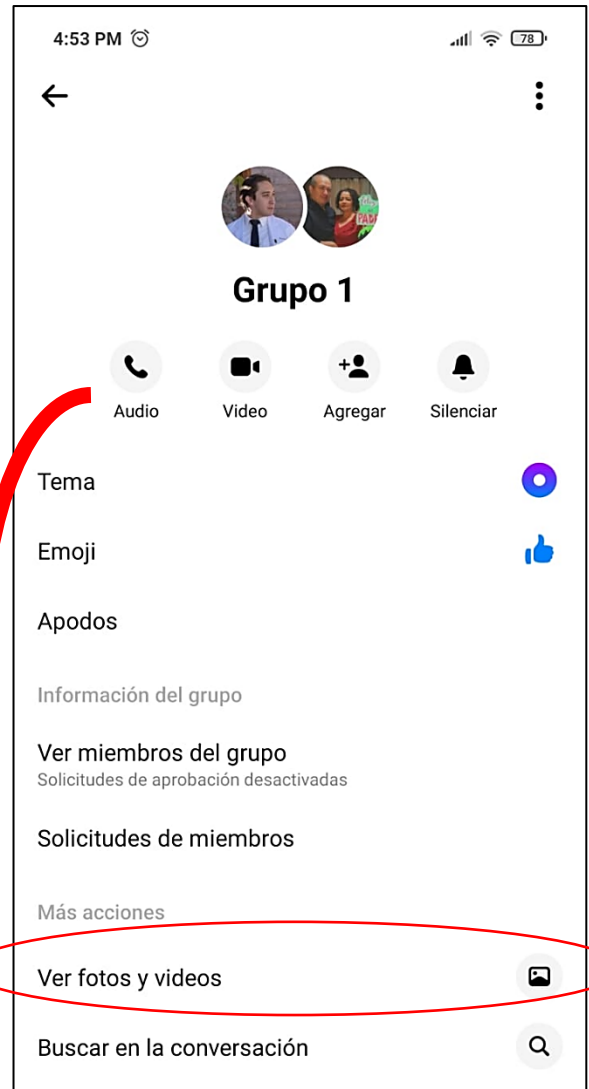 4:53 PM
78
PADR
Grupo 1
Audio Video Agregar Silenciar
Tema
Emoji
Apodos
Información del grupo
Ver miembros del grupo
Solicitudes de aprobación desactivadas
Solicitudes de miembros
Más acciones
Ver fotos y videos
Buscar en la conversación